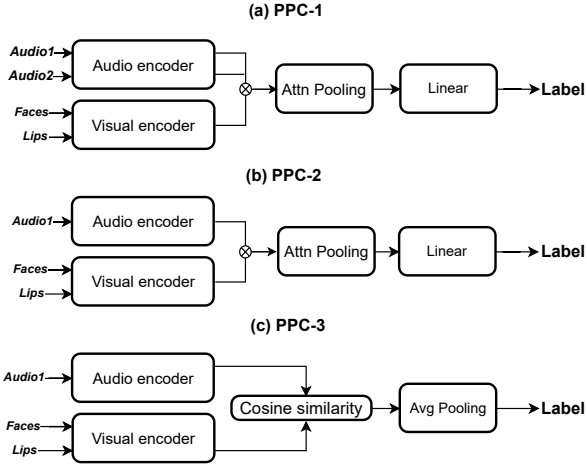 (a) PPC-1
Audio1
Audio encoder
Audio2
Attn Pooling
Linear
Label
Faces
Visual encoder
Lips
(b) PPC-2
Audio1
Audio encoder
Attn Pooling
Linear
Label
Faces
Visual encoder
Lips
(c) PPC-3
Audio1
Audio encoder
Cosine similarity
Avg Pooling
Label
Faces
Visual encoder
Lips